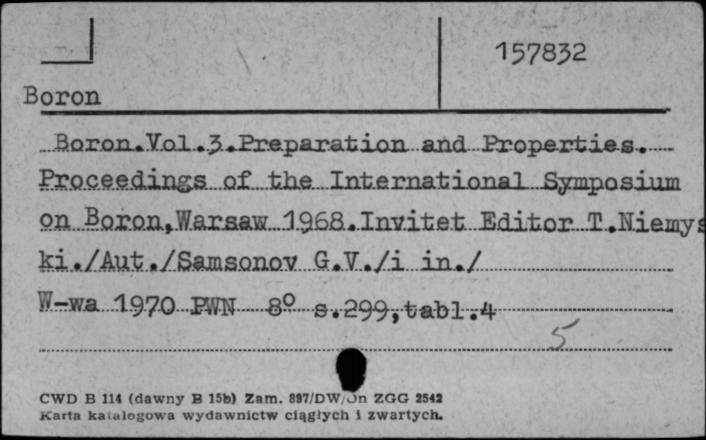 157832
Boron
Boron.Vol.3.Preparation and Properties.
Proceedings of the International Symposium
on Boron,Warsaw 1968.Invitet Editor T.Niemys
ki./Aut./Samsonov G.V./i in./
W-wa 1970 PWN 8° s.299,tabl.4
5
CWD B 114 (dawny B 15b) Zam. 897/DW/Jn ZGG 2542
Karta katalogowa wydawnictw ciągłych i zwartych.